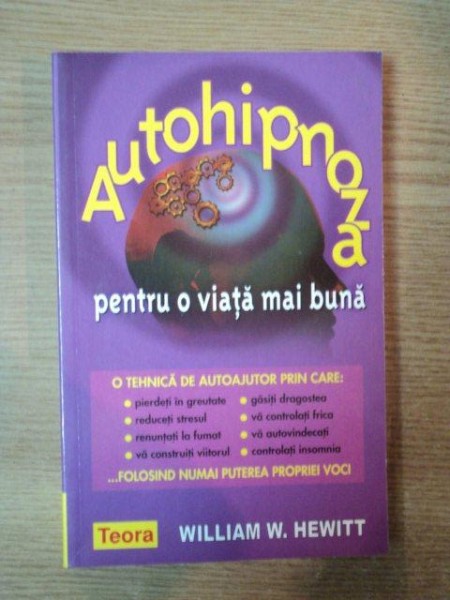 Autohipnoza
pentru o viață mai bună
O TEHNICĂ DE AUTOAJUTOR PRIN CARE:
• pierdeți în greutate • găsiți dragostea
• reduceți stresul • vă controlați frica
• renunțați la fumat • vă autovindecați
• vă construiți viitorul • controlați insomnia
...FOLOSIND NUMAI PUTEREA PROPRIEI VOCI
Teora WILLIAM W. HEWITT